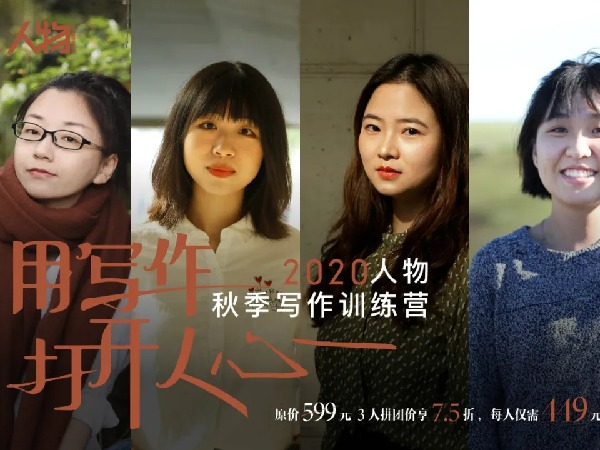 人物
用写作
打开人心
2020人物
秋季写作训练营
原价599元 3人拼团价享7.5折，每人仅需449元